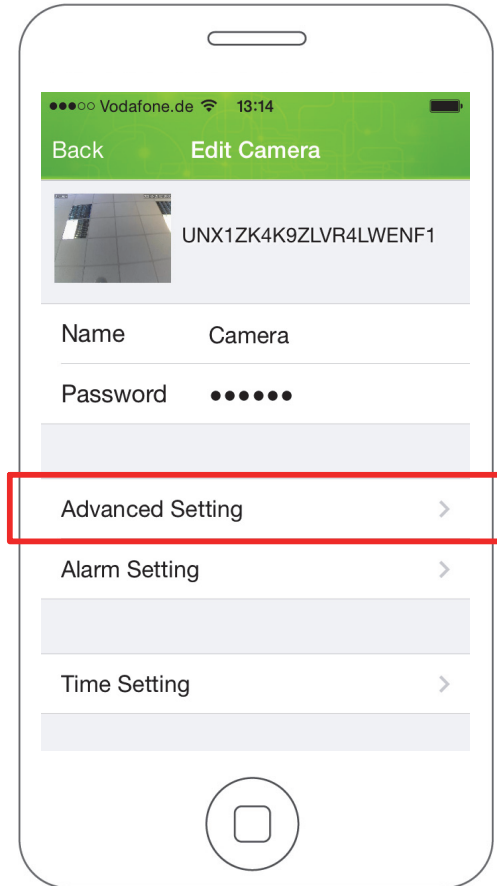 ●●●○○ Vodafone.de 13:14
Back Edit Camera
UNX1ZK4K9ZLVR4LWENF1
Name Camera
Password ●●●●●●
Advanced Setting
Alarm Setting
Time Setting